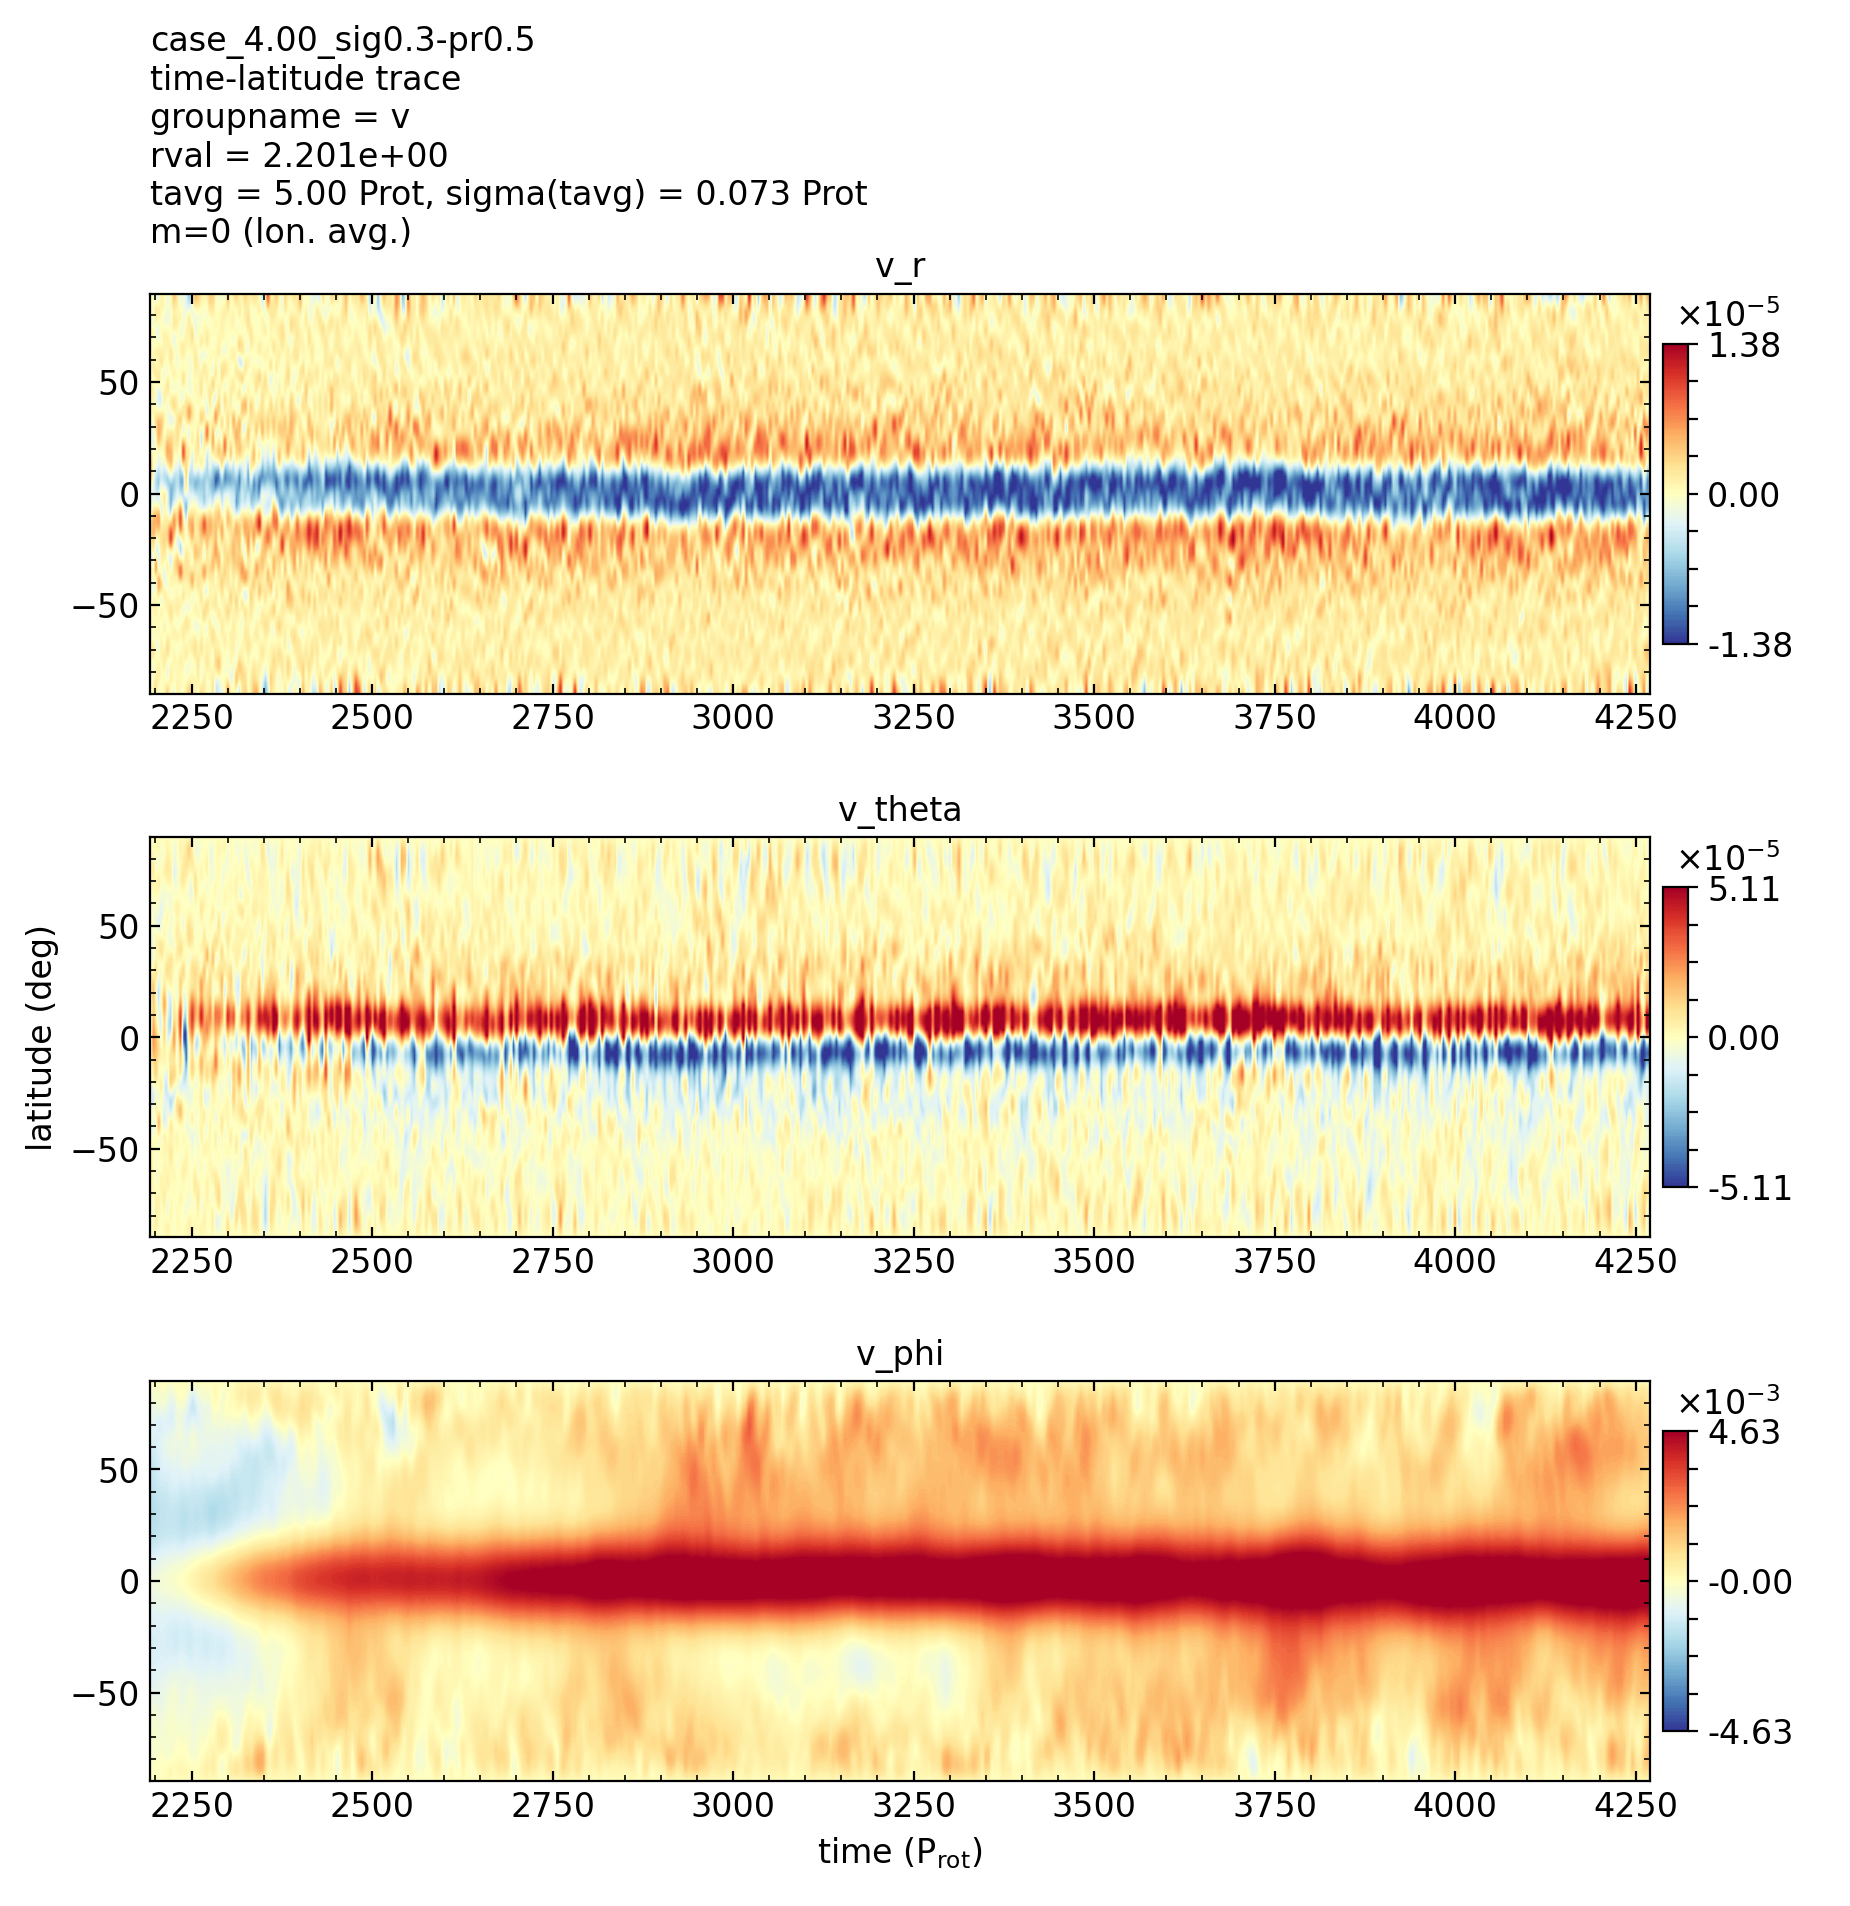 case_4.00_sig0.3-pr0.5
time-latitude trace
groupname = v
rval = 2.201e+00
tavg = 5.00 Prot, sigma(tavg) = 0.073 Prot
m=0 (lon. avg.)
v_r
×10⁻⁵
1.38
0.00
-1.38
50
0
−50
2250 2500 2750 3000 3250 3500 3750 4000 4250
v_theta
×10⁻⁵
5.11
0.00
-5.11
latitude (deg)
50
0
−50
2250 2500 2750 3000 3250 3500 3750 4000 4250
v_phi
×10⁻³
4.63
-0.00
-4.63
50
0
−50
2250 2500 2750 3000 3250 3500 3750 4000 4250
time (P_rot)